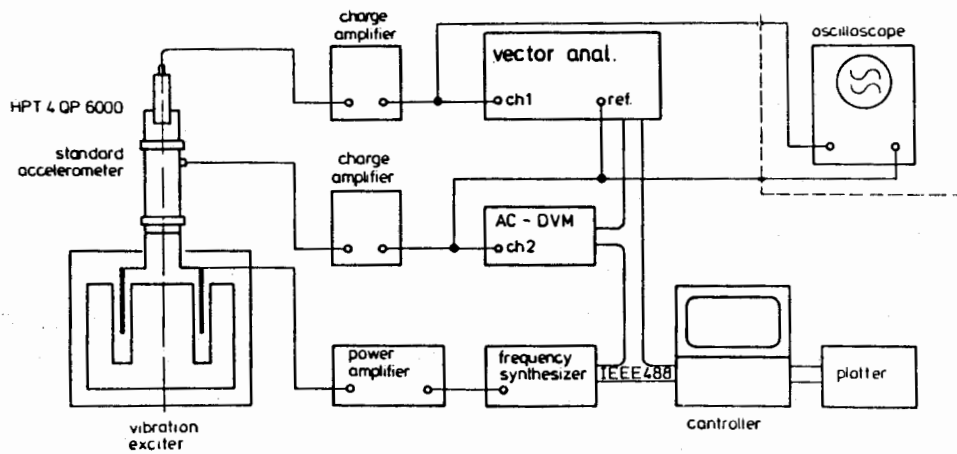 charge
amplifier
vector anal.
oscilloscope
HPT 4 QP 6000
ch1
ref.
standard
accelerometer
charge
amplifier
AC - DVM
ch2
power
amplifier
frequency
synthesizer
IEEE488
plotter
vibration
exciter
controller